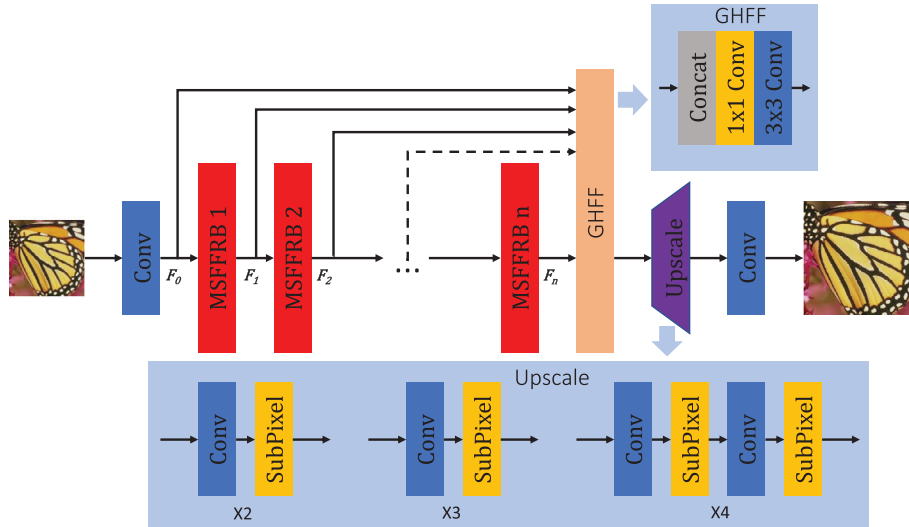 GHFF
Concat
1x1 Conv
3x3 Conv
Conv
F0
MSFFRB 1
F1
MSFFRB 2
F2
...
MSFFRB n
Fn
GHFF
Upscale
Conv
Upscale
Conv
SubPixel
X2
Conv
SubPixel
X3
Conv
SubPixel
Conv
SubPixel
X4